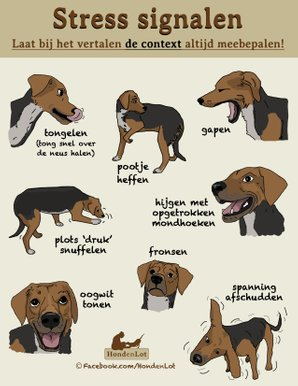 Stress signalen
Laat bij het vertalen de context altijd meebepalen!
tongelen
(tong snel over
de neus halen)
pootje
heffen
gapen
plots 'druk'
snuffelen
hijgen met
opgetrokken
mondhoeken
fronsen
oogwit
tonen
spanning
afschudden
HondenLot
© Facebook.com/HondenLot